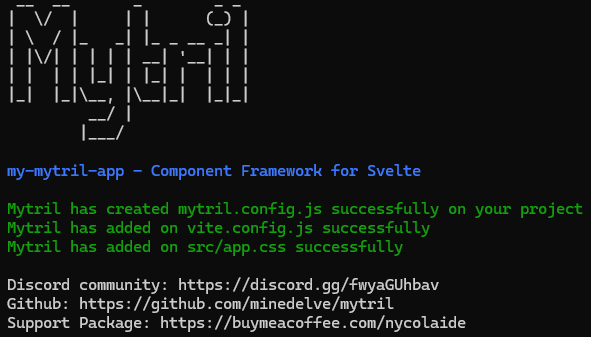 Mytril
my-mytril-app - Component Framework for Svelte
Mytril has created mytril.config.js successfully on your project
Mytril has added on vite.config.js successfully
Mytril has added on src/app.css successfully
Discord community: https://discord.gg/fwyaGUhbav
Github: https://github.com/minedelve/mytril
Support Package: https://buymeacoffee.com/nycolaide